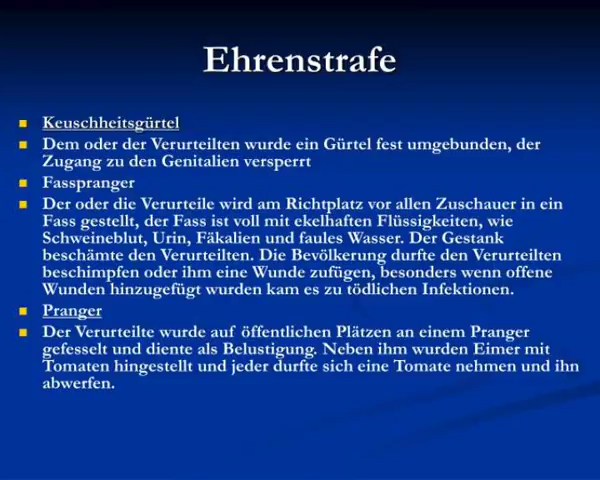 Ehrenstrafe
Keuschheitsgürtel
Dem oder der Verurteilten wurde ein Gürtel fest umgebunden, der
Zugang zu den Genitalien versperrt
Fasspranger
Der oder die Verurteile wird am Richtplatz vor allen Zuschauer in ein
Fass gestellt, der Fass ist voll mit ekelhaften Flüssigkeiten, wie
Schweineblut, Urin, Fäkalien und faules Wasser. Der Gestank
beschämte den Verurteilten. Die Bevölkerung durfte den Verurteilten
beschimpfen oder ihm eine Wunde zufügen, besonders wenn offene
Wunden hinzugefügt wurden kam es zu tödlichen Infektionen.
Pranger
Der Verurteilte wurde auf öffentlichen Plätzen an einem Pranger
gefesselt und diente als Belustigung. Neben ihm wurden Eimer mit
Tomaten hingestellt und jeder durfte sich eine Tomate nehmen und ihn
abwerfen.